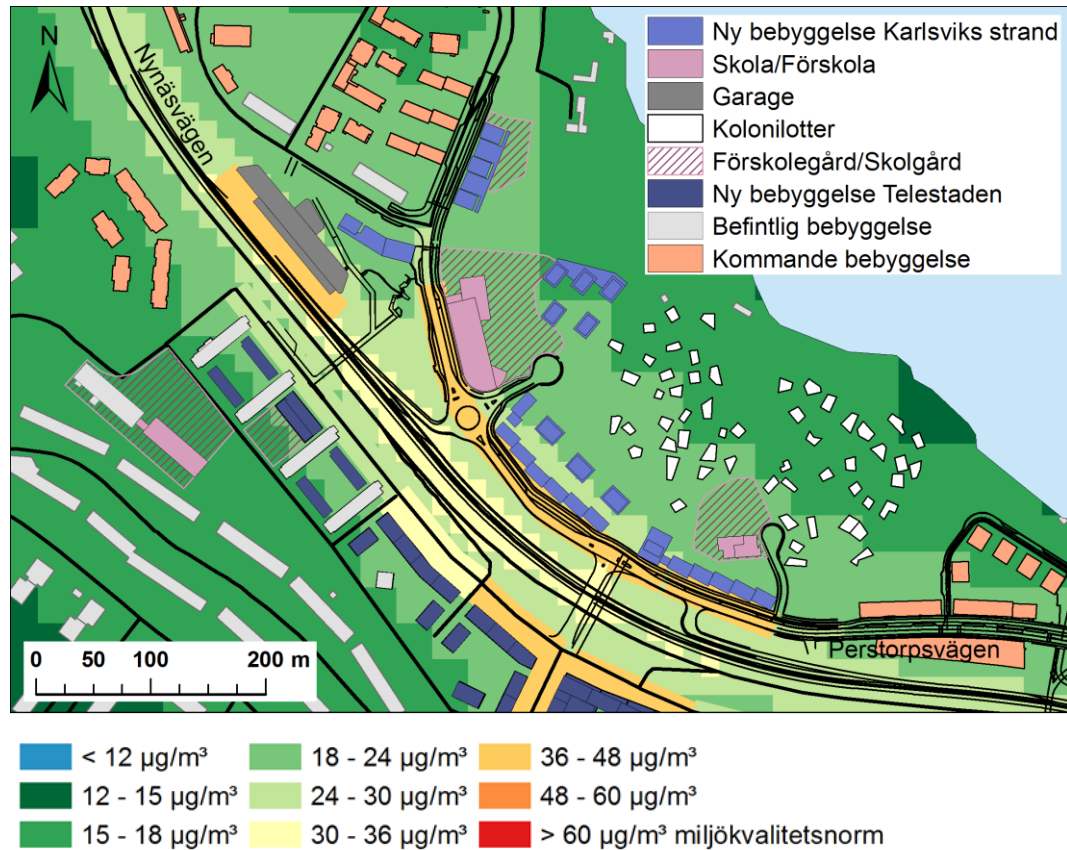 N
Nynäsvägen
Ny bebyggelse Karlsviks strand
Skola/Förskola
Garage
Kolonilotter
Förskolegård/Skolgård
Ny bebyggelse Telestaden
Befintlig bebyggelse
Kommande bebyggelse
Perstorpsvägen
0 50 100 200 m
< 12 µg/m³
12 - 15 µg/m³
15 - 18 µg/m³
18 - 24 µg/m³
24 - 30 µg/m³
30 - 36 µg/m³
36 - 48 µg/m³
48 - 60 µg/m³
> 60 µg/m³ miljökvalitetsnorm